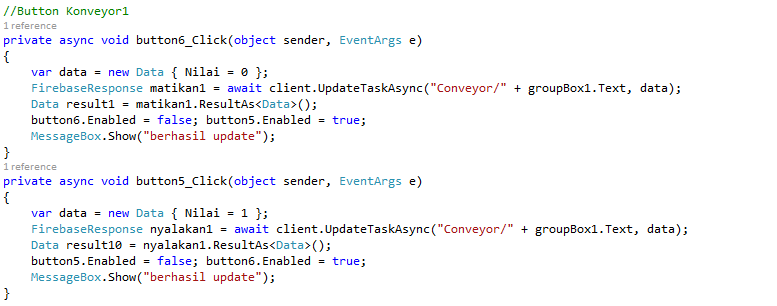 //Button Konveyor1
1 reference
private async void button6_Click(object sender, EventArgs e)
{
    var data = new Data { Nilai = 0 };
    FirebaseResponse matikan1 = await client.UpdateTaskAsync("Conveyor/" + groupBox1.Text, data);
    Data result1 = matikan1.ResultAs<Data>();
    button6.Enabled = false; button5.Enabled = true;
    MessageBox.Show("berhasil update");
}
1 reference
private async void button5_Click(object sender, EventArgs e)
{
    var data = new Data { Nilai = 1 };
    FirebaseResponse nyalakan1 = await client.UpdateTaskAsync("Conveyor/" + groupBox1.Text, data);
    Data result10 = nyalakan1.ResultAs<Data>();
    button5.Enabled = false; button6.Enabled = true;
    MessageBox.Show("berhasil update");
}